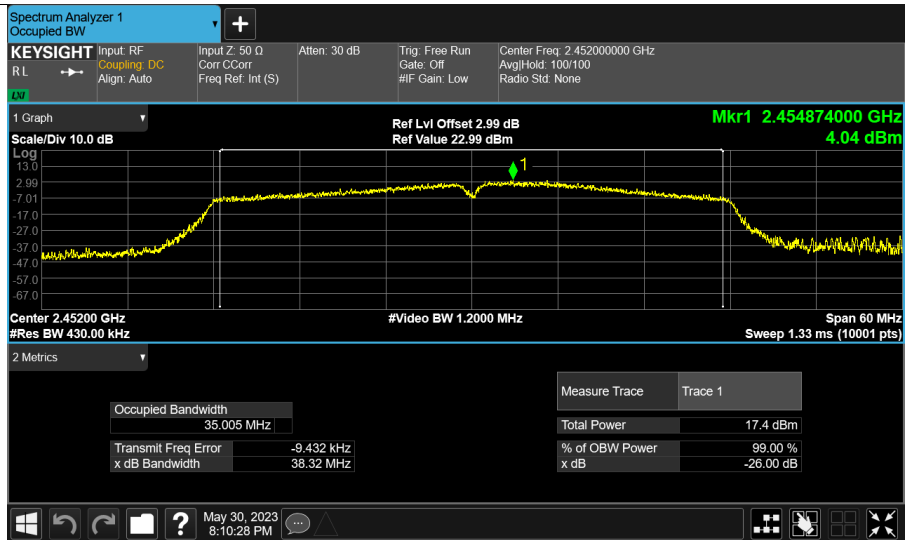 Spectrum Analyzer 1
Occupied BW
+
KEYSIGHT
R L
LXI
Input: RF
Coupling: DC
Align: Auto
Input Z: 50 Ω
Corr CCorr
Freq Ref: Int (S)
Atten: 30 dB
Trig: Free Run
Gate: Off
#IF Gain: Low
Center Freq: 2.452000000 GHz
Avg|Hold: 100/100
Radio Std: None
1 Graph
Scale/Div 10.0 dB
Ref Lvl Offset 2.99 dB
Ref Value 22.99 dBm
Mkr1 2.454874000 GHz
4.04 dBm
Log
13.0
2.99
-7.01
-17.0
-27.0
-37.0
-47.0
-57.0
-67.0
1
Center 2.45200 GHz
#Res BW 430.00 kHz
#Video BW 1.2000 MHz
Span 60 MHz
Sweep 1.33 ms (10001 pts)
2 Metrics
Occupied Bandwidth
35.005 MHz
Transmit Freq Error -9.432 kHz
x dB Bandwidth 38.32 MHz
Measure Trace Trace 1
Total Power 17.4 dBm
% of OBW Power 99.00 %
x dB -26.00 dB
?
May 30, 2023
8:10:28 PM